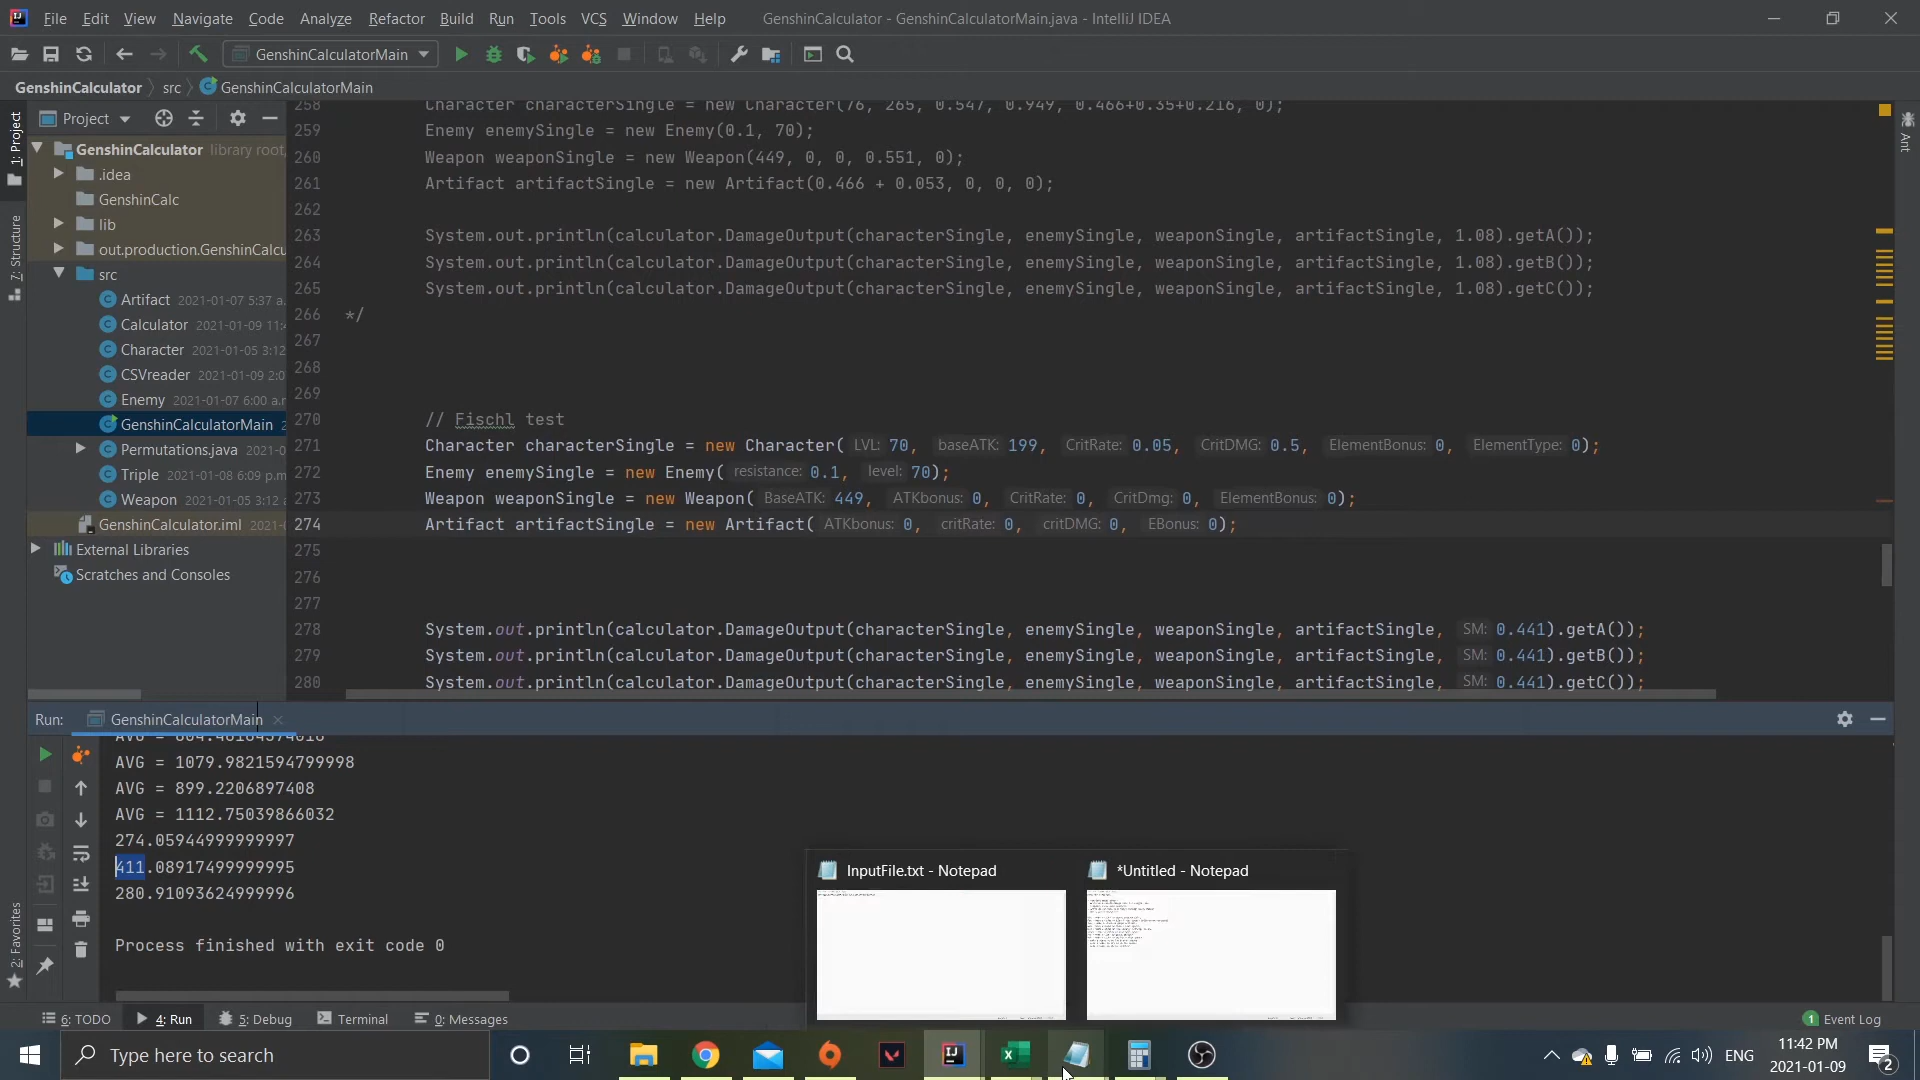 File Edit View Navigate Code Analyze Refactor Build Run Tools VCS Window Help GenshinCalculator - GenshinCalculatorMain.java - IntelliJ IDEA
GenshinCalculatorMain
GenshinCalculator src GenshinCalculatorMain
1: Project
7: Structure
2: Favorites
Ant
Project
GenshinCalculator library root,
.idea
GenshinCalc
lib
out.production.GenshinCalcu
src
Artifact 2021-01-07 5:37 a.
Calculator 2021-01-09 11:4
Character 2021-01-05 3:12
CSVreader 2021-01-09 2:0
Enemy 2021-01-07 6:00 a.r
GenshinCalculatorMain 2
Permutations.java 2021-0
Triple 2021-01-08 6:09 p.m
Weapon 2021-01-05 3:12 a
GenshinCalculator.iml 2021-
External Libraries
Scratches and Consoles
258 Character characterSingle = new Character(76, 265, 0.547, 0.949, 0.466+0.35+0.216, 0);
259 Enemy enemySingle = new Enemy(0.1, 70);
260 Weapon weaponSingle = new Weapon(449, 0, 0, 0.551, 0);
261 Artifact artifactSingle = new Artifact(0.466 + 0.053, 0, 0, 0);
262
263 System.out.println(calculator.DamageOutput(characterSingle, enemySingle, weaponSingle, artifactSingle, 1.08).getA());
264 System.out.println(calculator.DamageOutput(characterSingle, enemySingle, weaponSingle, artifactSingle, 1.08).getB());
265 System.out.println(calculator.DamageOutput(characterSingle, enemySingle, weaponSingle, artifactSingle, 1.08).getC());
266 */
267
268
269
270 // Fischl test
271 Character characterSingle = new Character( LVL: 70, baseATK: 199, CritRate: 0.05, CritDMG: 0.5, ElementBonus: 0, ElementType: 0);
272 Enemy enemySingle = new Enemy( resistance: 0.1, level: 70);
273 Weapon weaponSingle = new Weapon( BaseATK: 449, ATKbonus: 0, CritRate: 0, CritDmg: 0, ElementBonus: 0);
274 Artifact artifactSingle = new Artifact( ATKbonus: 0, critRate: 0, critDMG: 0, EBonus: 0);
275
276
277
278 System.out.println(calculator.DamageOutput(characterSingle, enemySingle, weaponSingle, artifactSingle, SM: 0.441).getA());
279 System.out.println(calculator.DamageOutput(characterSingle, enemySingle, weaponSingle, artifactSingle, SM: 0.441).getB());
280 System.out.println(calculator.DamageOutput(characterSingle, enemySingle, weaponSingle, artifactSingle, SM: 0.441).getC());
Run: GenshinCalculatorMain
AVG = 1079.9821594799998
AVG = 899.2206897408
AVG = 1112.75039866032
274.05944999999997
411.08917499999995
280.91093624999996
Process finished with exit code 0
InputFile.txt - Notepad
*Untitled - Notepad
6: TODO 4: Run 5: Debug Terminal 0: Messages 1 Event Log
Type here to search
ENG
11:42 PM
2021-01-09
2